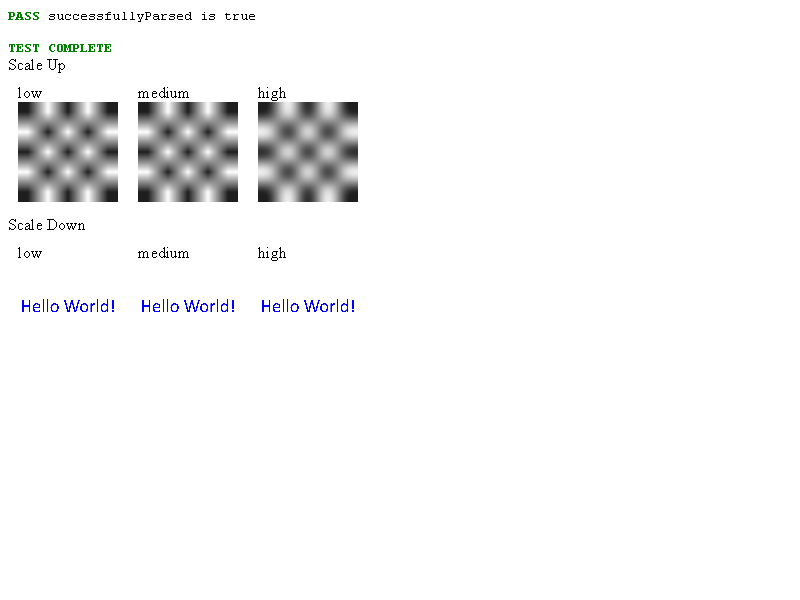 PASS successfullyParsed is true
TEST COMPLETE
Scale Up
low medium high
Scale Down
low medium high
Hello World! Hello World! Hello World!